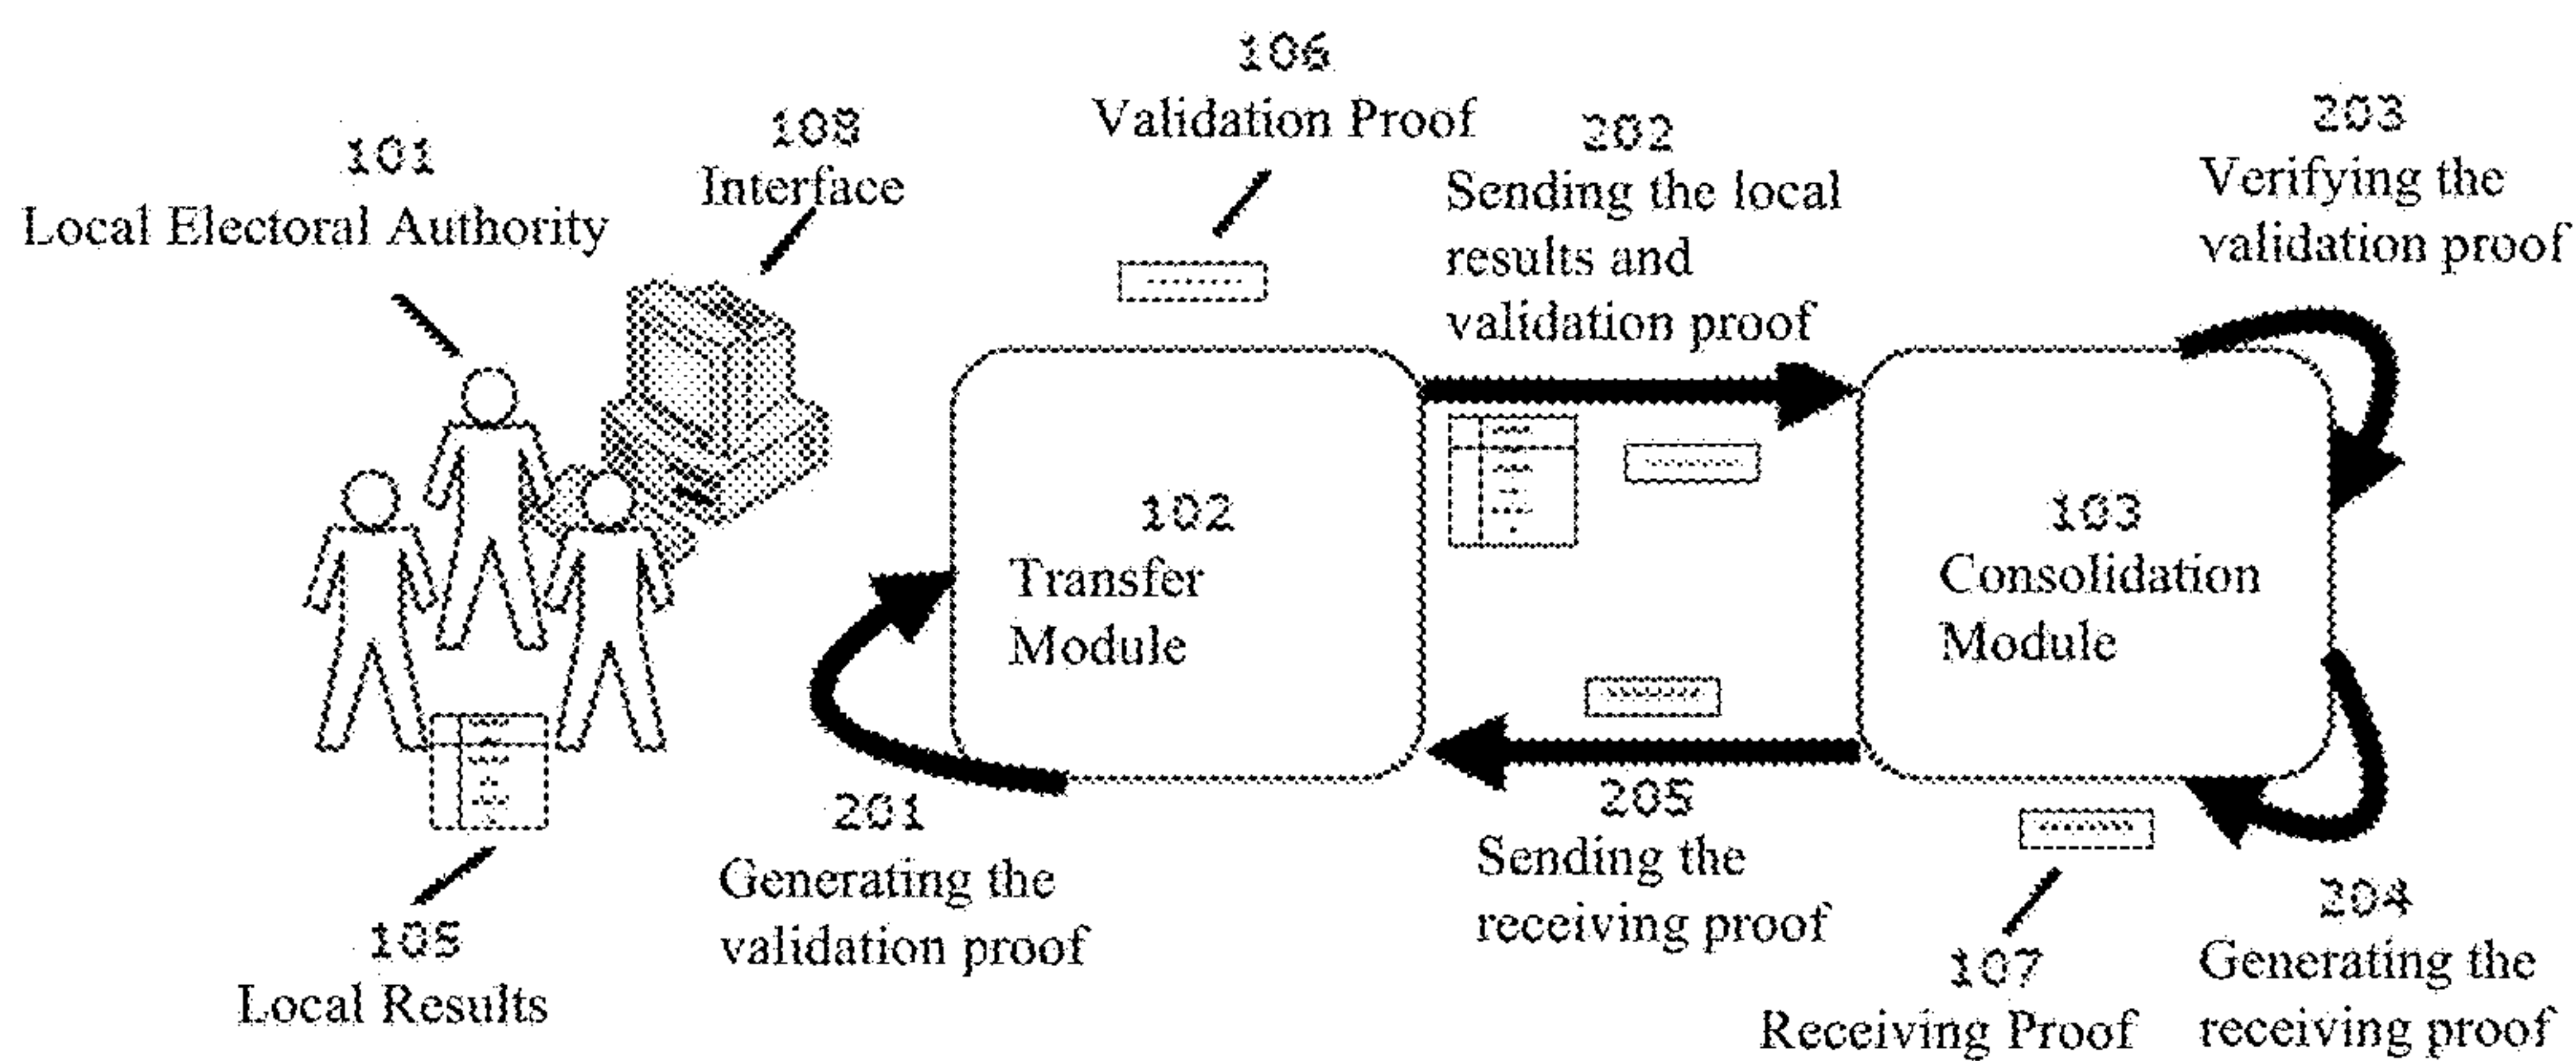 101
Local Electoral Authority
108
Interface
106
Validation Proof
202
Sending the local
results and
validation proof
203
Verifying the
validation proof
102
Transfer
Module
103
Consolidation
Module
201
Generating the
validation proof
205
Sending the
receiving proof
105
Local Results
107
Receiving Proof
204
Generating the
receiving proof